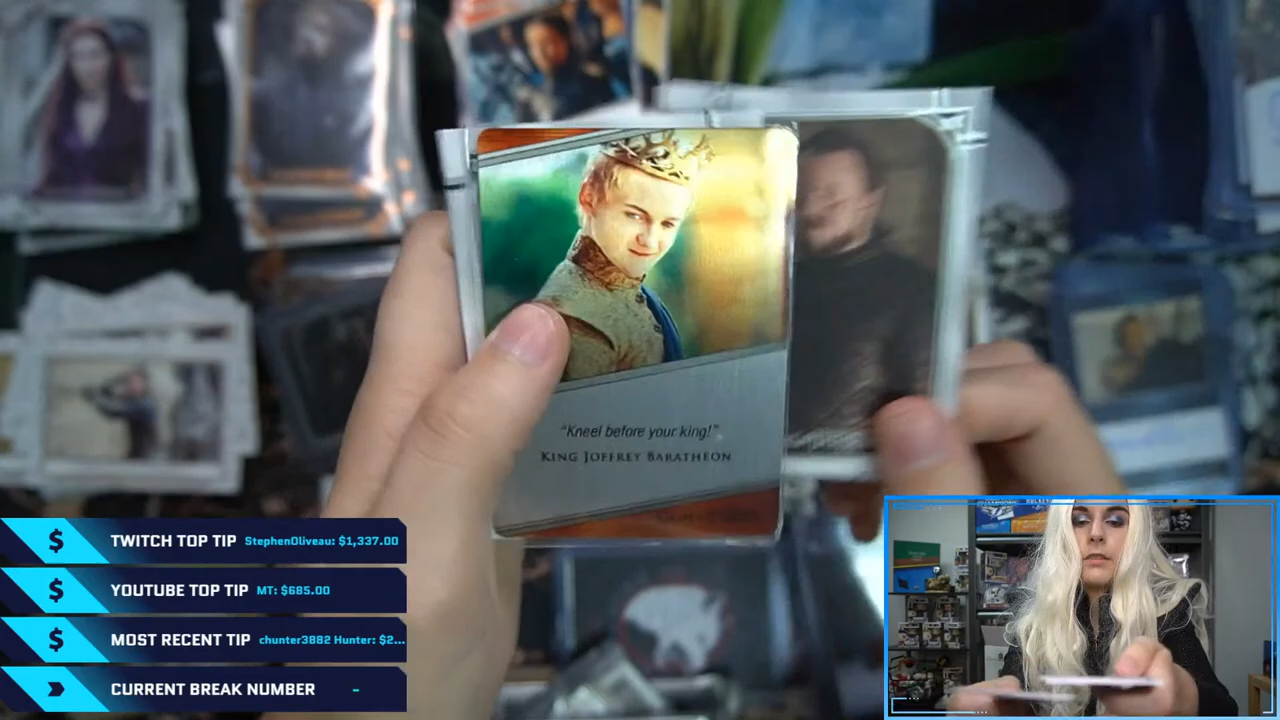 "Kneel before your king!"
KING JOFFREY BARATHEON
$ TWITCH TOP TIP StephenOliveau: $1,337.00
$ YOUTUBE TOP TIP MT: $685.00
$ MOST RECENT TIP chunter3882 Hunter: $2...
CURRENT BREAK NUMBER -